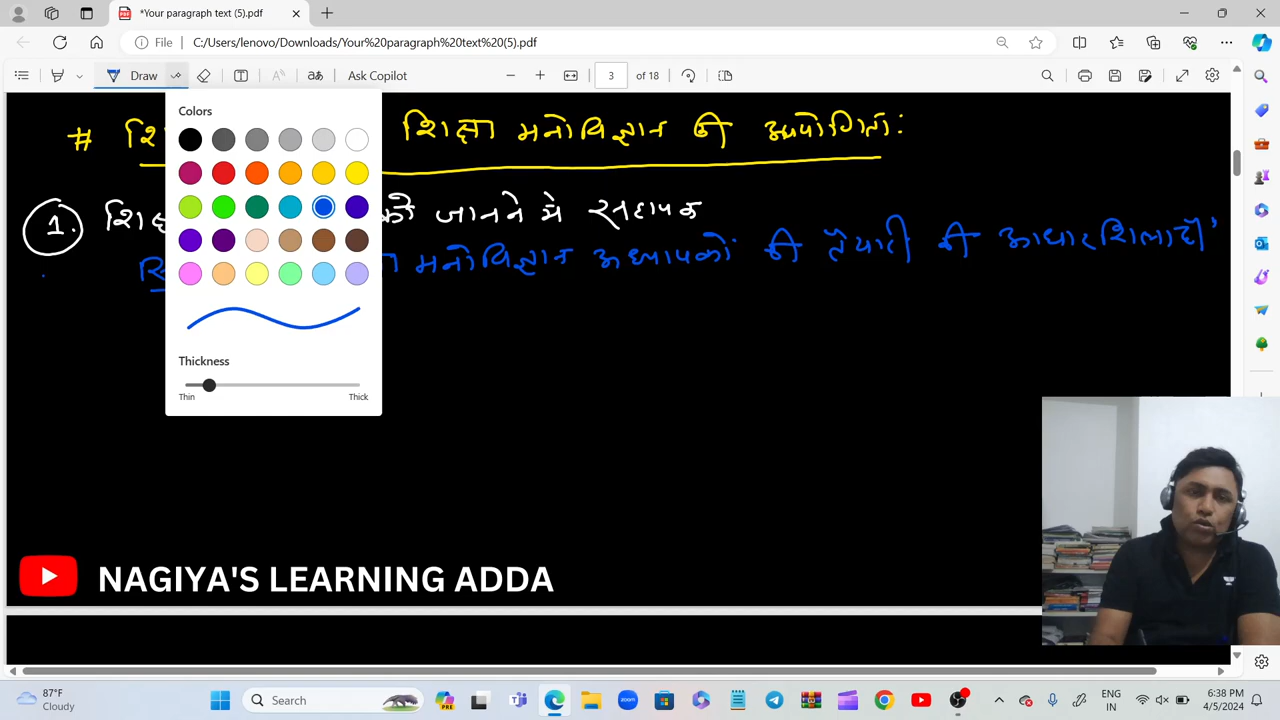 *Your paragraph text (5).pdf
File
C:/Users/lenovo/Downloads/Your%20paragraph%20text%20(5).pdf
Draw
Ask Copilot
3 of 18
Colors
Thickness
Thin
Thick
# शि
शिक्षा मनोविज्ञान की
1. शिक्ष
को जानने मे सहायक
मनोविज्ञान अध्यापकों की तैयारी की आधारशिला है'
NAGIYA'S LEARNING ADDA
87°F
Cloudy
Search
ENG
IN
6:38 PM
4/5/2024